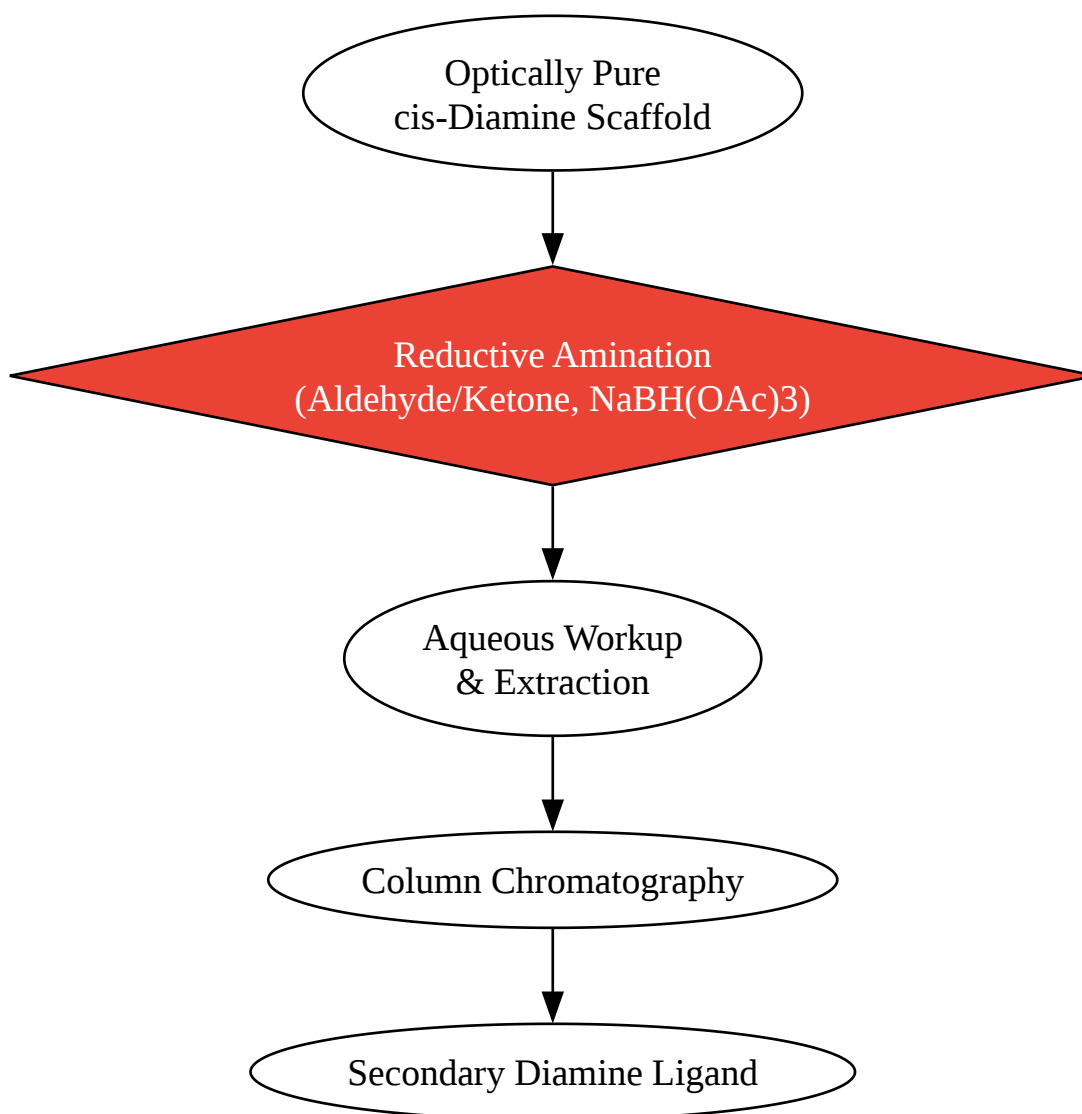 Optically Pure
cis-Diamine Scaffold
Reductive Amination
(Aldehyde/Ketone, NaBH(OAc)3)
Aqueous Workup
& Extraction
Column Chromatography
Secondary Diamine Ligand